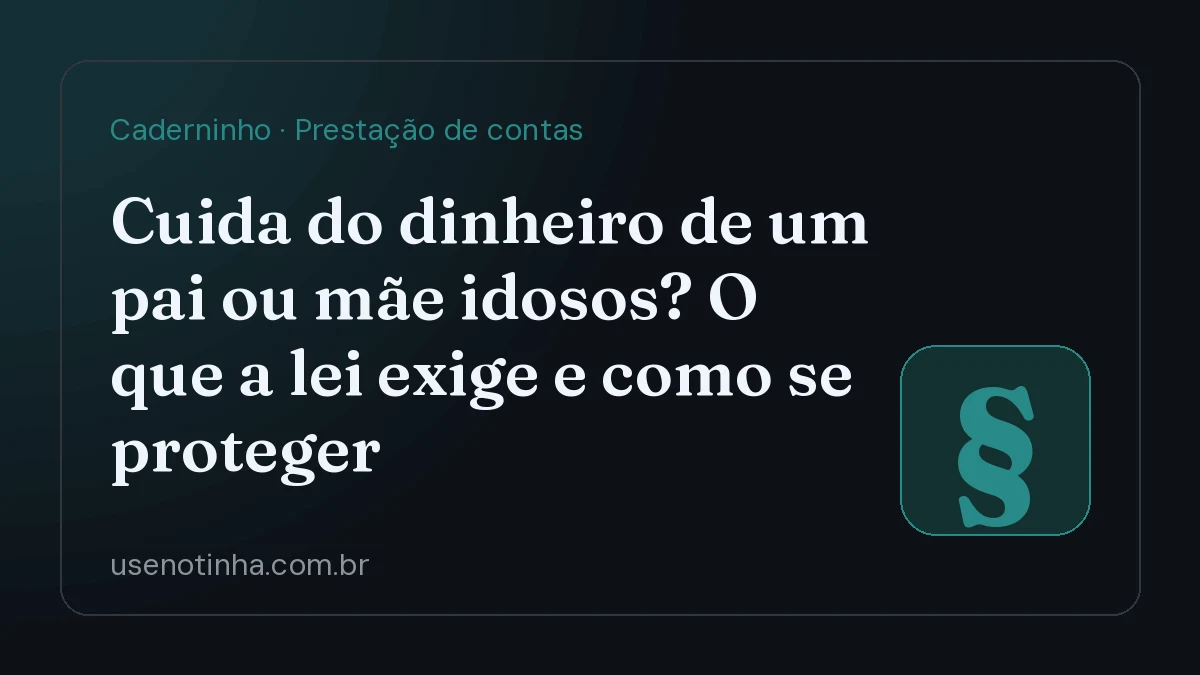 Caderninho · Prestação de contas
Cuida do dinheiro de um
pai ou mãe idosos? O
que a lei exige e como se
proteger
§
usenotinha.com.br